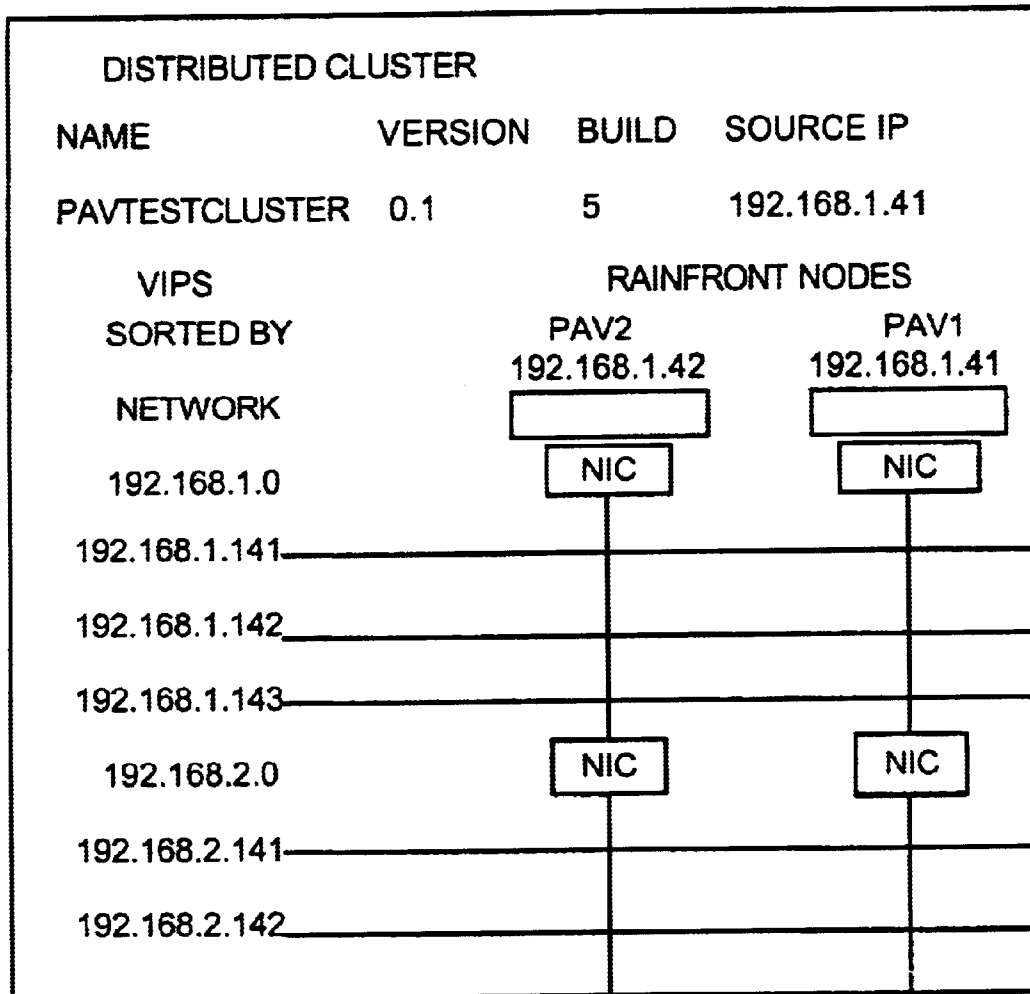 DISTRIBUTED CLUSTER
NAME VERSION BUILD SOURCE IP
PAVTESTCLUSTER 0.1 5 192.168.1.41
VIPS RAINFRONT NODES
SORTED BY PAV2 PAV1
192.168.1.42 192.168.1.41
NETWORK
192.168.1.0 NIC NIC
192.168.1.141
192.168.1.142
192.168.1.143
192.168.2.0 NIC NIC
192.168.2.141
192.168.2.142